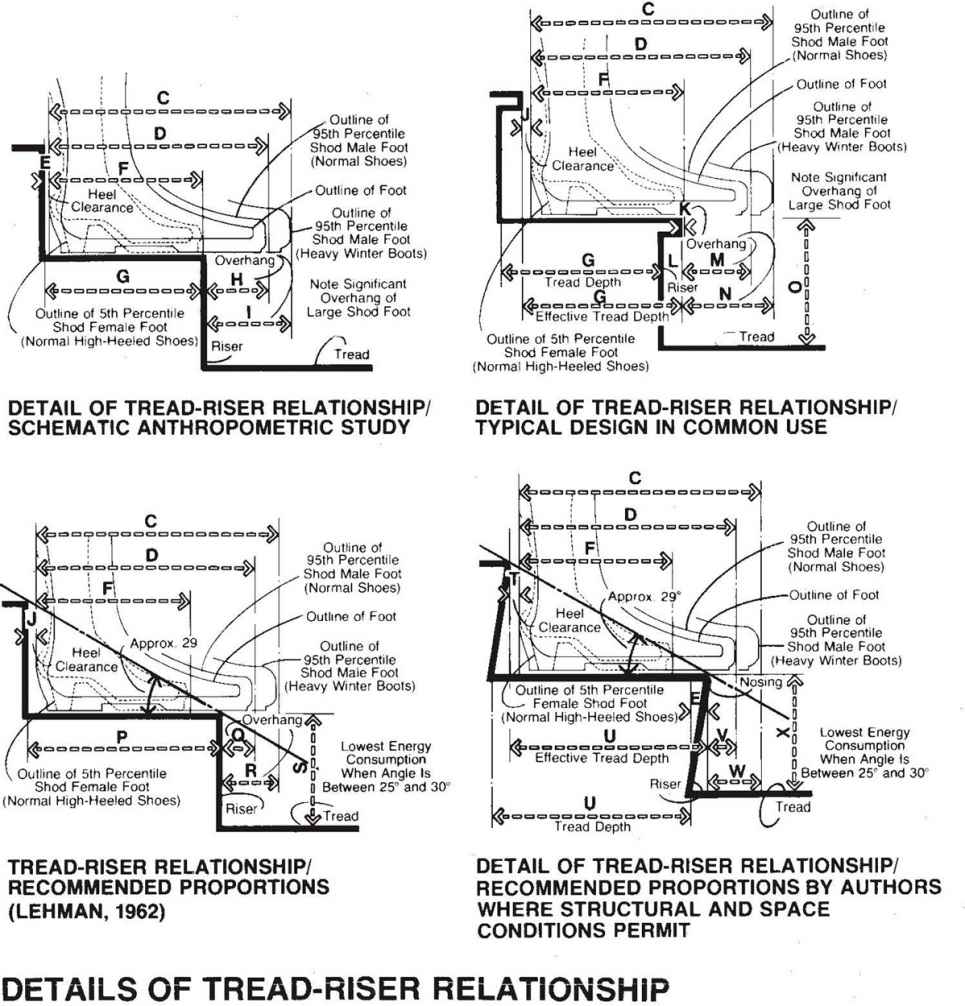 C
D
E
F
Heel
Clearance
Outline of
95th Percentile
Shod Male Foot
(Normal Shoes)
Outline of Foot
Outline of
95th Percentile
Shod Male Foot
(Heavy Winter Boots)
Overhang
G
H
I
Note Significant
Overhang of
Large Shod Foot
Outline of 5th Percentile
Shod Female Foot
(Normal High-Heeled Shoes)
Riser
Tread
DETAIL OF TREAD-RISER RELATIONSHIP/
SCHEMATIC ANTHROPOMETRIC STUDY
C
D
F
J
Heel
Clearance
Outline of
95th Percentile
Shod Male Foot
(Normal Shoes)
Outline of Foot
Outline of
95th Percentile
Shod Male Foot
(Heavy Winter Boots)
Note Significant
Overhang of
Large Shod Foot
K
Overhang
G
Tread Depth
L
Riser
M
G
Effective Tread Depth
N
O
Tread
Outline of 5th Percentile
Shod Female Foot
(Normal High-Heeled Shoes)
DETAIL OF TREAD-RISER RELATIONSHIP/
TYPICAL DESIGN IN COMMON USE
C
D
F
J
Approx. 29
Heel
Clearance
Outline of
95th Percentile
Shod Male Foot
(Normal Shoes)
Outline of Foot
Outline of
95th Percentile
Shod Male Foot
(Heavy Winter Boots)
Overhang
P
Q
R
S
Lowest Energy
Consumption
When Angle Is
Between 25° and 30°
Outline of 5th Percentile
Shod Female Foot
(Normal High-Heeled Shoes)
Riser
Tread
TREAD-RISER RELATIONSHIP/
RECOMMENDED PROPORTIONS
(LEHMAN, 1962)
C
D
F
T
Approx. 29°
Heel
Clearance
Outline of
95th Percentile
Shod Male Foot
(Normal Shoes)
Outline of Foot
Outline of
95th Percentile
Shod Male Foot
(Heavy Winter Boots)
Nosing
Outline of 5th Percentile
Female Shod Foot
(Normal High-Heeled Shoes)
E
U
Effective Tread Depth
V
W
X
Lowest Energy
Consumption
When Angle Is
Between 25° and 30°
Riser
Tread
U
Tread Depth
DETAIL OF TREAD-RISER RELATIONSHIP/
RECOMMENDED PROPORTIONS BY AUTHORS
WHERE STRUCTURAL AND SPACE
CONDITIONS PERMIT
DETAILS OF TREAD-RISER RELATIONSHIP